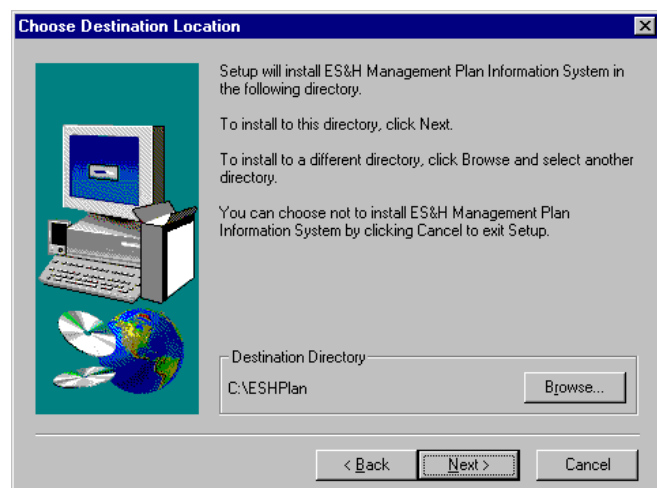 Choose Destination Location
Setup will install ES&H Management Plan Information System in
the following directory.
To install to this directory, click Next.
To install to a different directory, click Browse and select another
directory.
You can choose not to install ES&H Management Plan
Information System by clicking Cancel to exit Setup.
Destination Directory
C:\ESHPlan
Browse...
< Back
Next >
Cancel